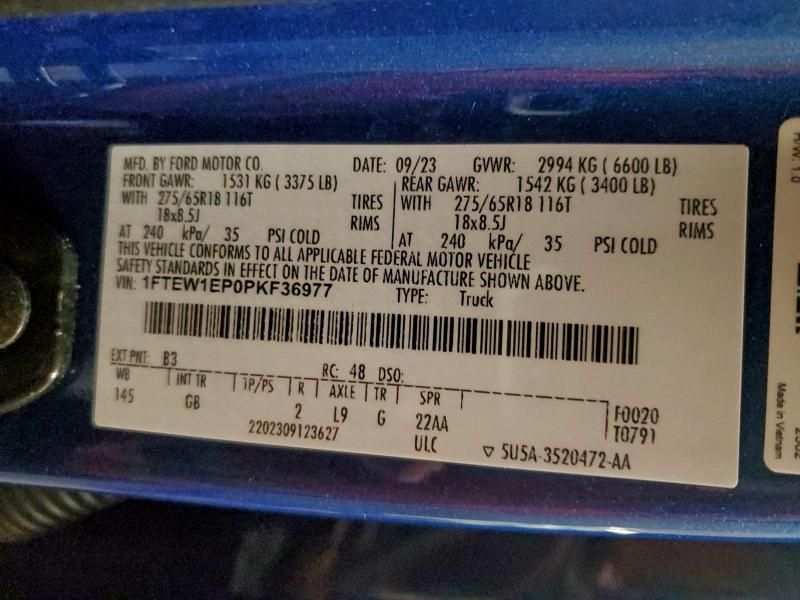 MFD. BY FORD MOTOR CO. DATE: 09/23 GVWR: 2994 KG (6600 LB)
FRONT GAWR: 1531 KG (3375 LB) REAR GAWR: 1542 KG (3400 LB)
WITH 275/65R18 116T TIRES WITH 275/65R18 116T TIRES
18x8.5J RIMS 18x8.5J RIMS
AT 240 kPa/ 35 PSI COLD AT 240 kPa/ 35 PSI COLD
THIS VEHICLE CONFORMS TO ALL APPLICABLE FEDERAL MOTOR VEHICLE
SAFETY STANDARDS IN EFFECT ON THE DATE OF MANUFACTURE SHOWN ABOVE.
VIN: 1FTEW1EP0PKF36977 TYPE: Truck
EXT PNT: B3 RC: 48 DSO:
WB INT TR TP/PS R AXLE TR SPR
145 GB 2 L9 G 22AA F0020
2202309123627 ULC T0791
▽ 5U5A-3520472-AA
H/W: 1.0
Made in Vietnam